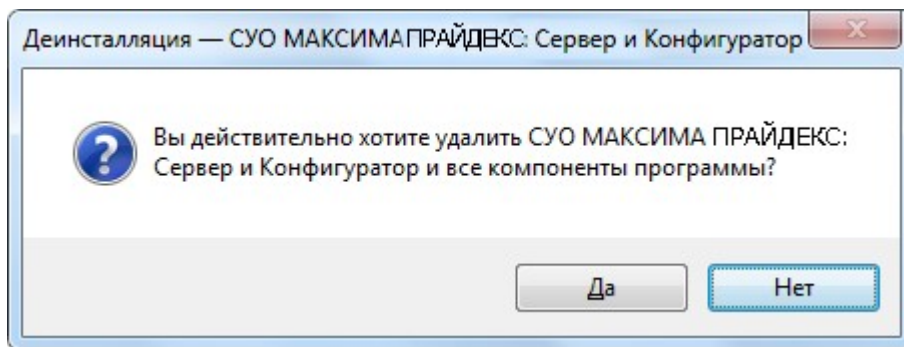 Деинсталляция — СУО МАКСИМАПРАЙДЕКС: Сервер и Конфигуратор
Вы действительно хотите удалить СУО МАКСИМА ПРАЙДЕКС:
Сервер и Конфигуратор и все компоненты программы?
Да
Нет